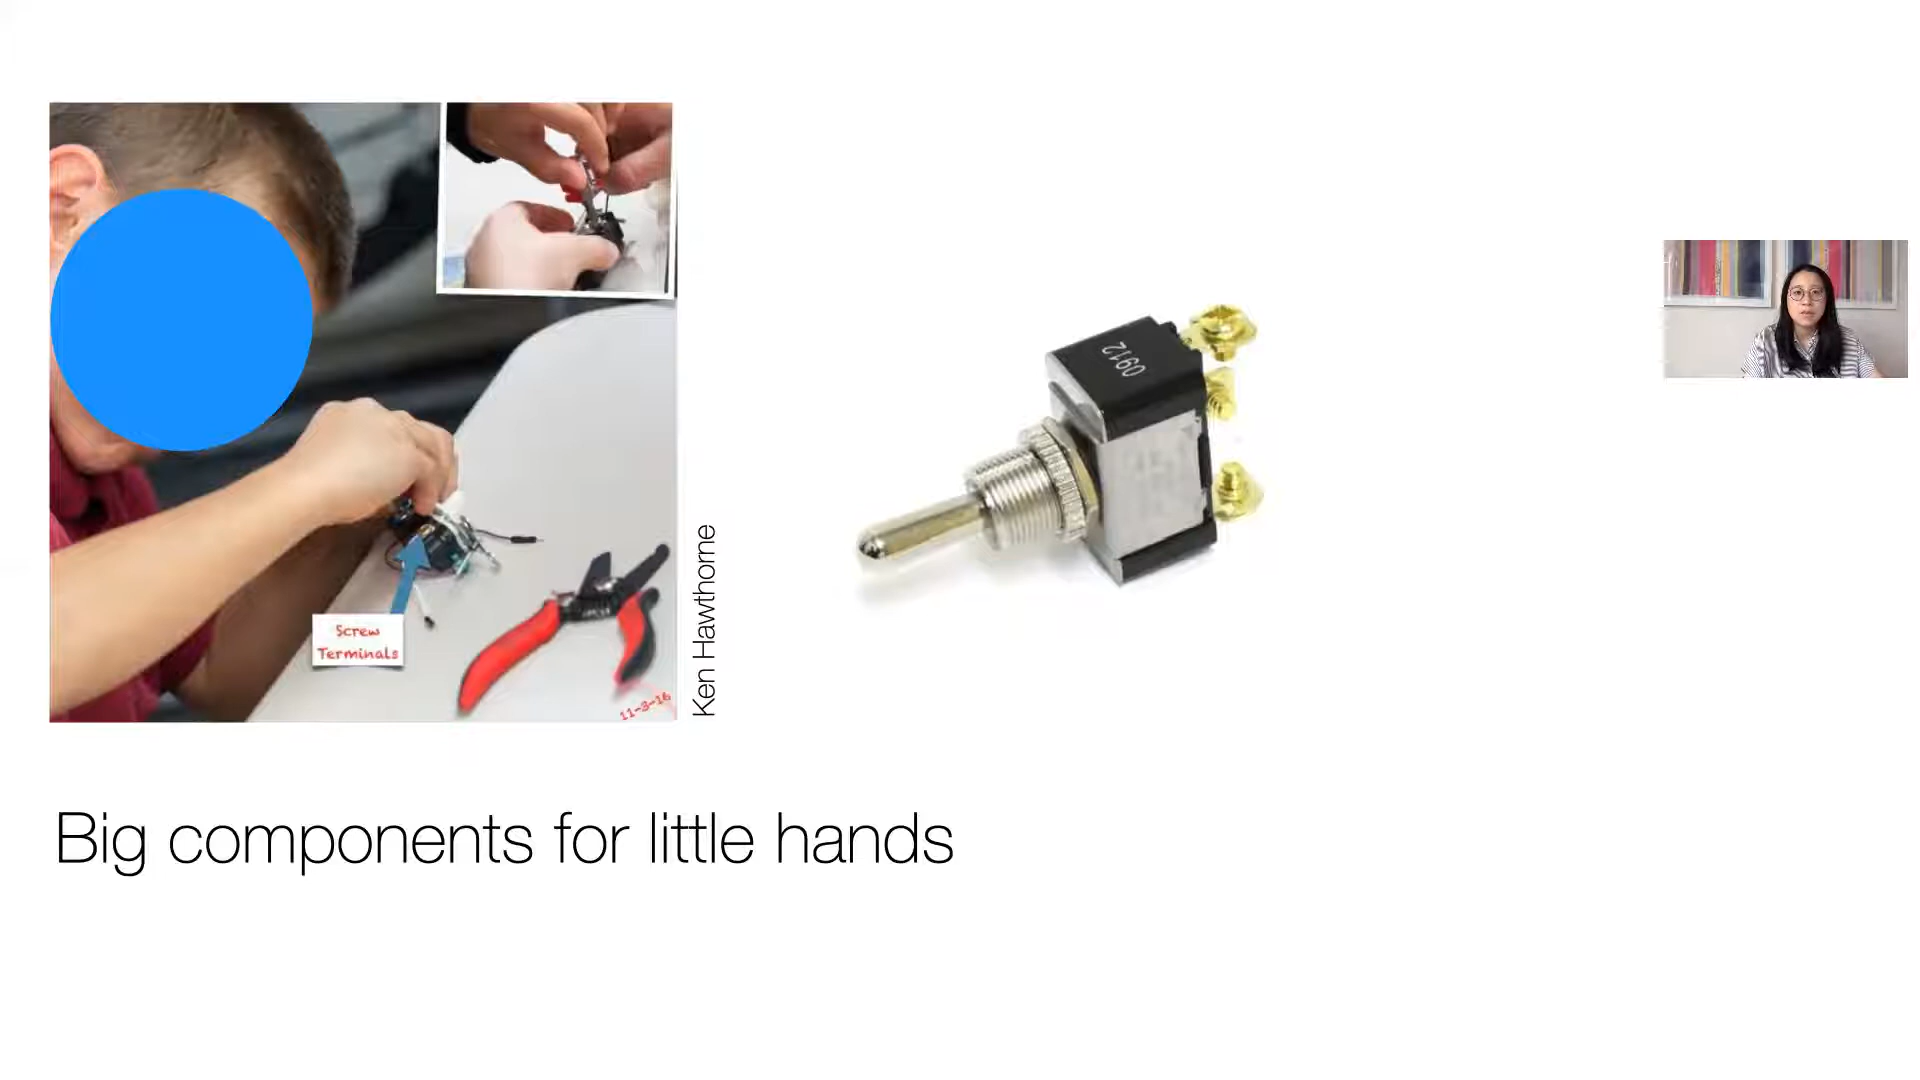 Screw
Terminals
11-3-16
Ken Hawthorne
0912
Big components for little hands